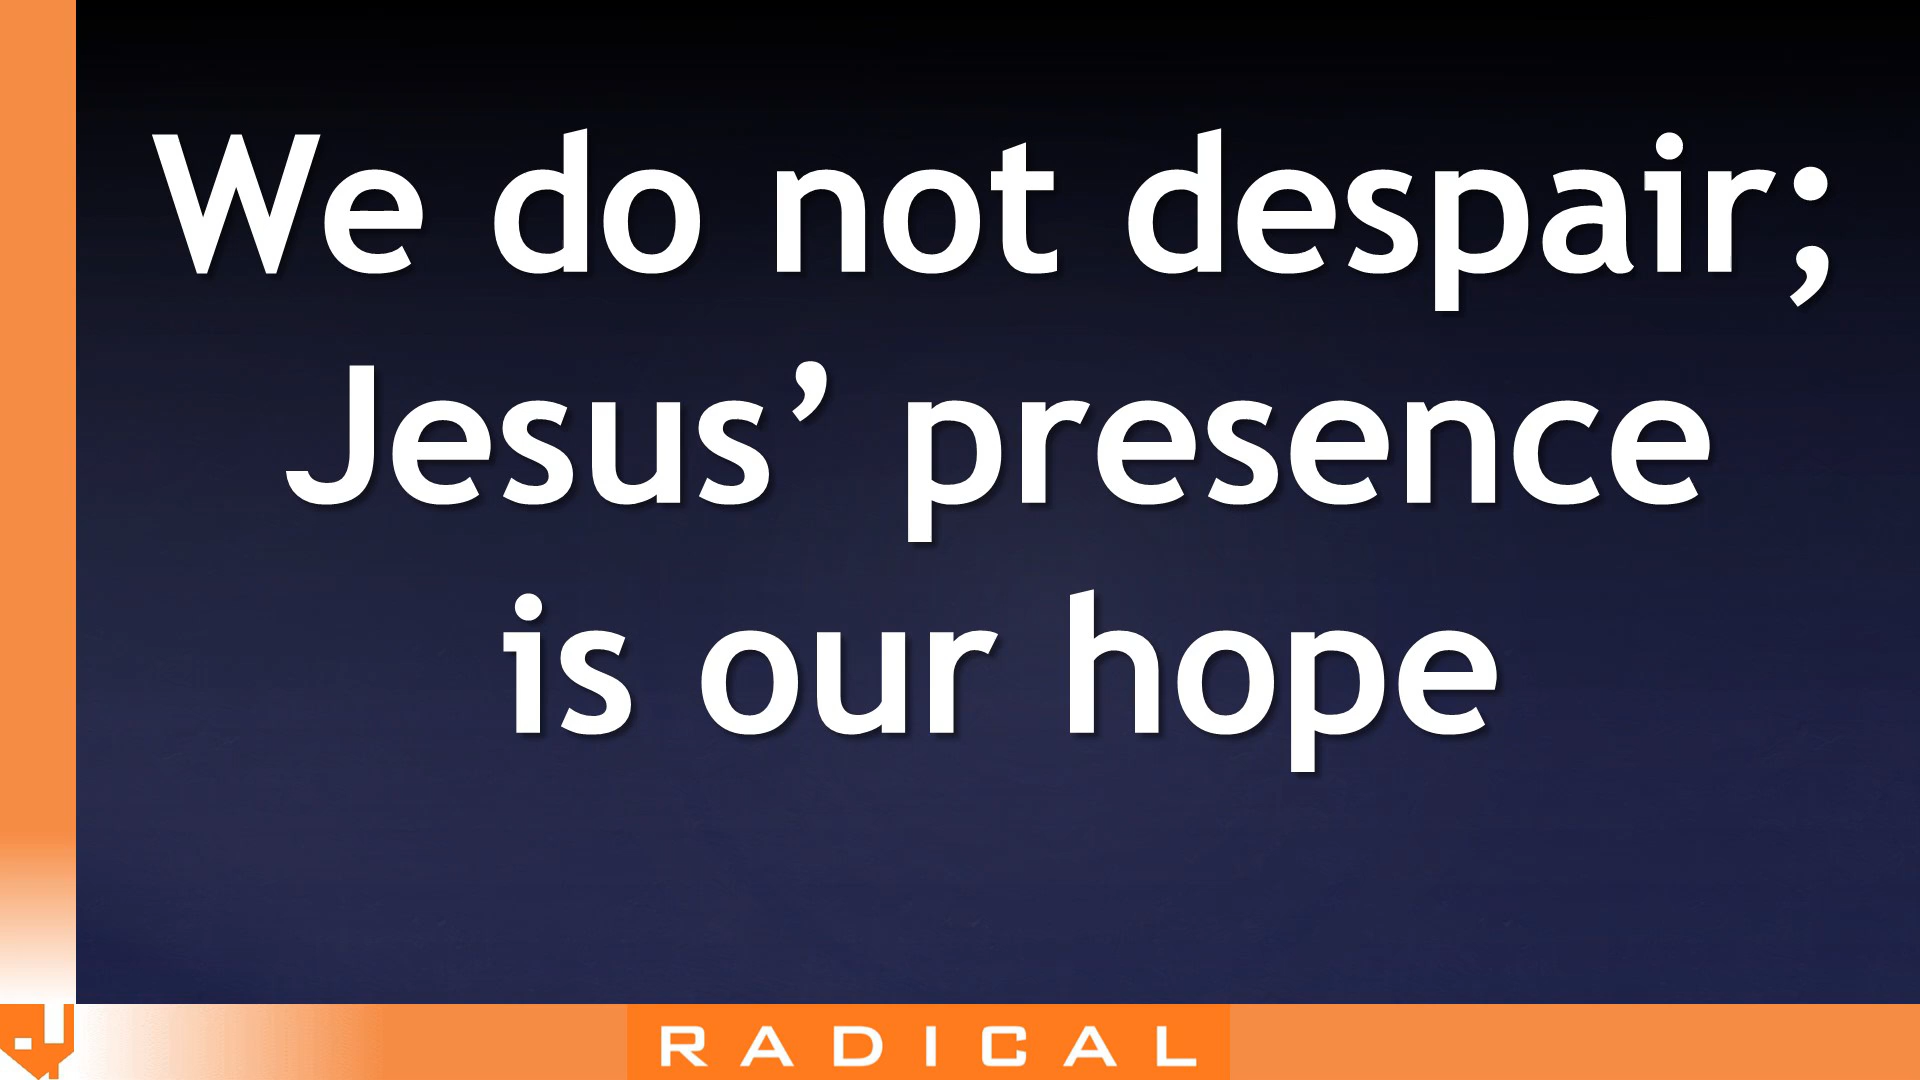 We do not despair;
Jesus’ presence
is our hope
RADICAL